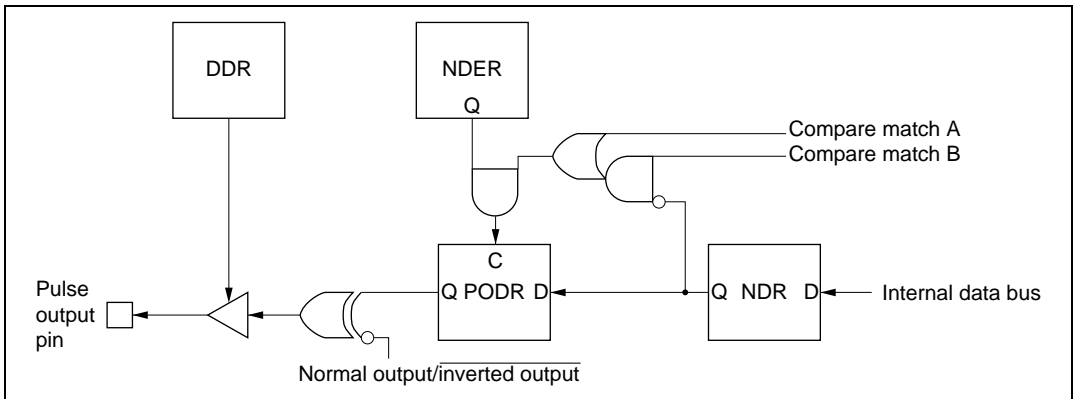 DDR
NDER
Q
Compare match A
Compare match B
C
Q PODR D
Q NDR D
Internal data bus
Pulse
output
pin
Normal output/inverted output